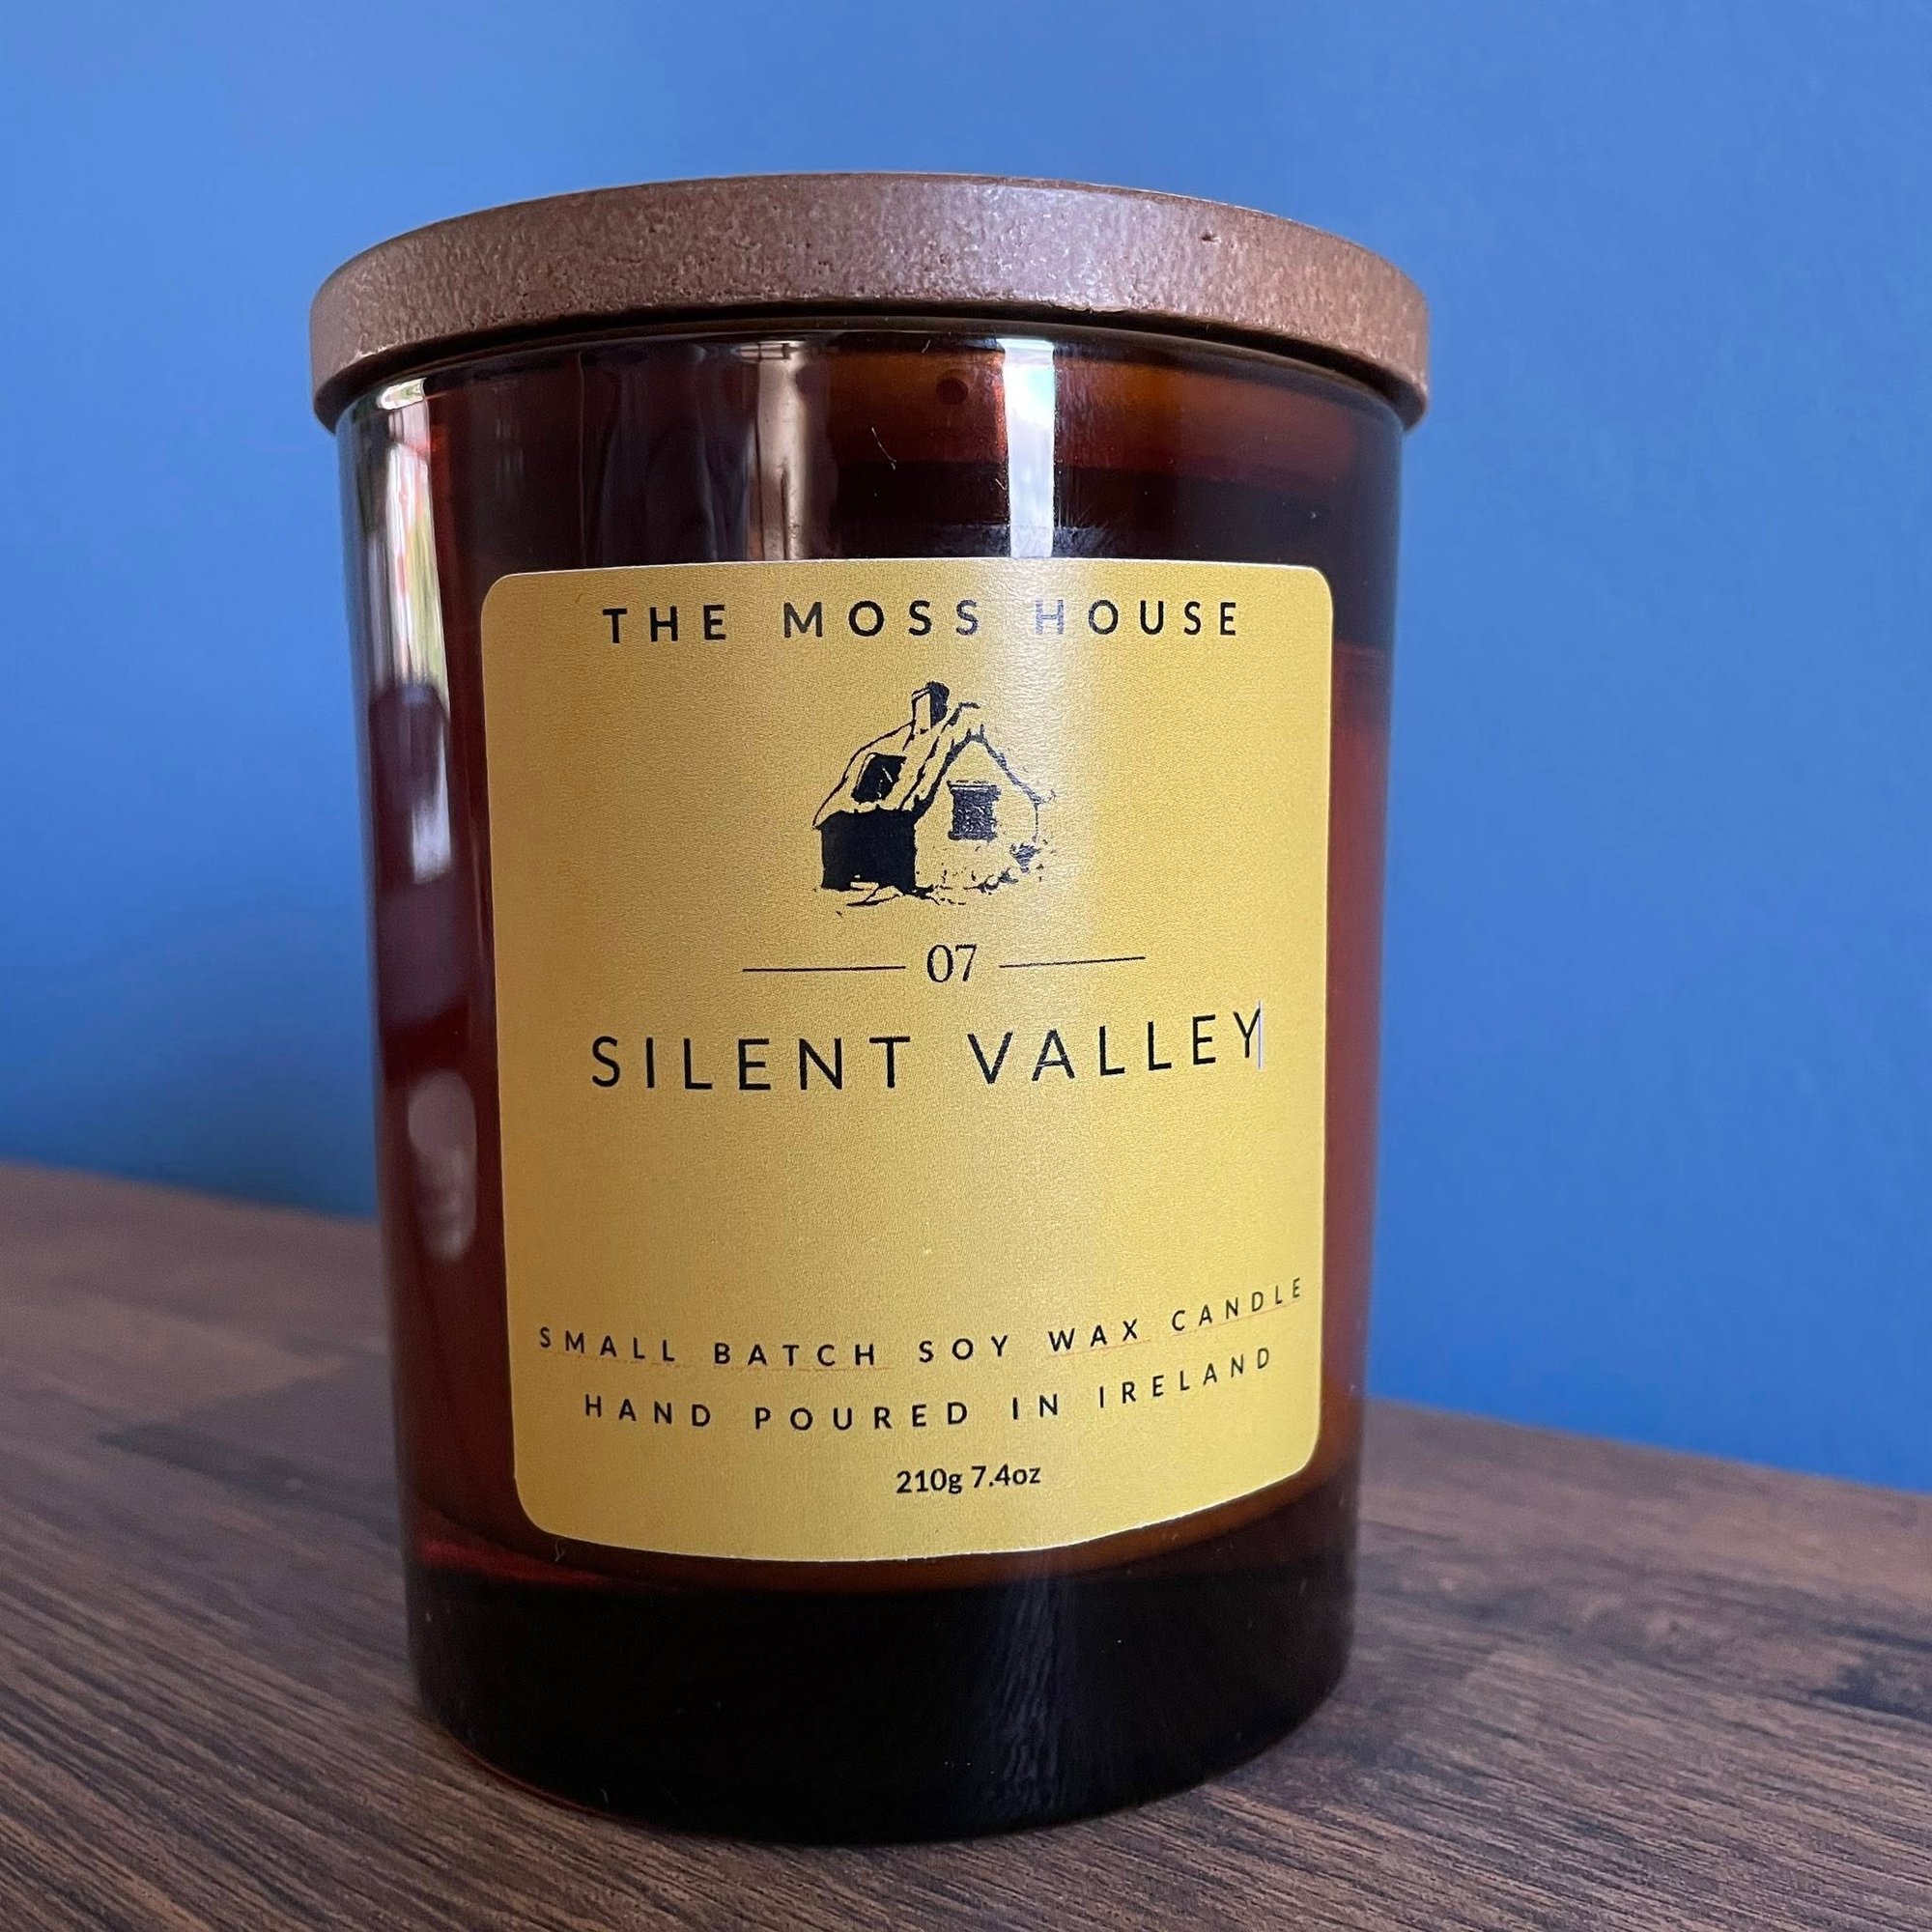 THE MOSS HOUSE
07
SILENT VALLEY
SMALL BATCH SOY WAX CANDLE
HAND POURED IN IRELAND
210g 7.4oz